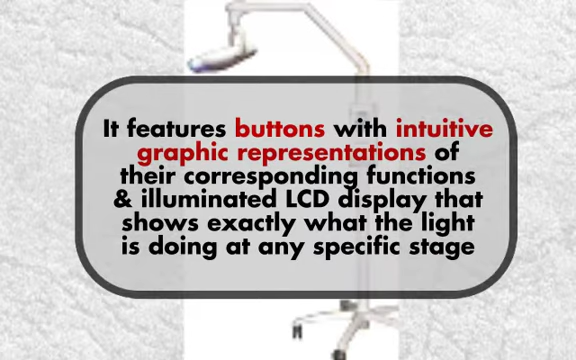 It features buttons with intuitive
graphic representations of
their corresponding functions
& illuminated LCD display that
shows exactly what the light
is doing at any specific stage